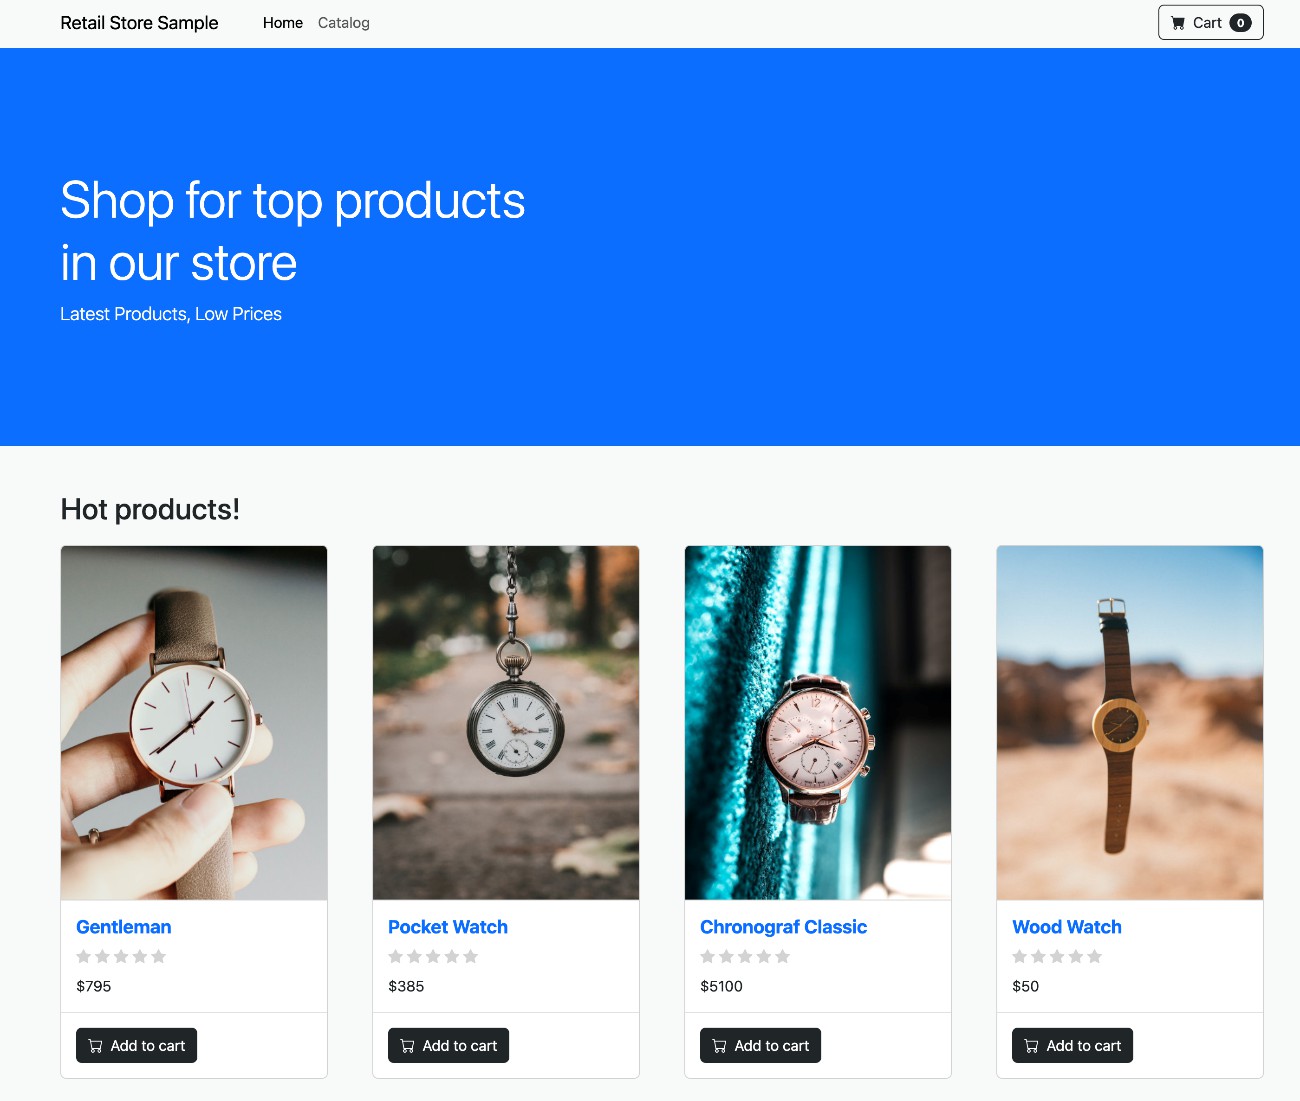 Retail Store Sample Home Catalog Cart 0
Shop for top products
in our store
Latest Products, Low Prices
Hot products!
Gentleman
$795
Add to cart
Pocket Watch
$385
Add to cart
Chronograf Classic
$5100
Add to cart
Wood Watch
$50
Add to cart